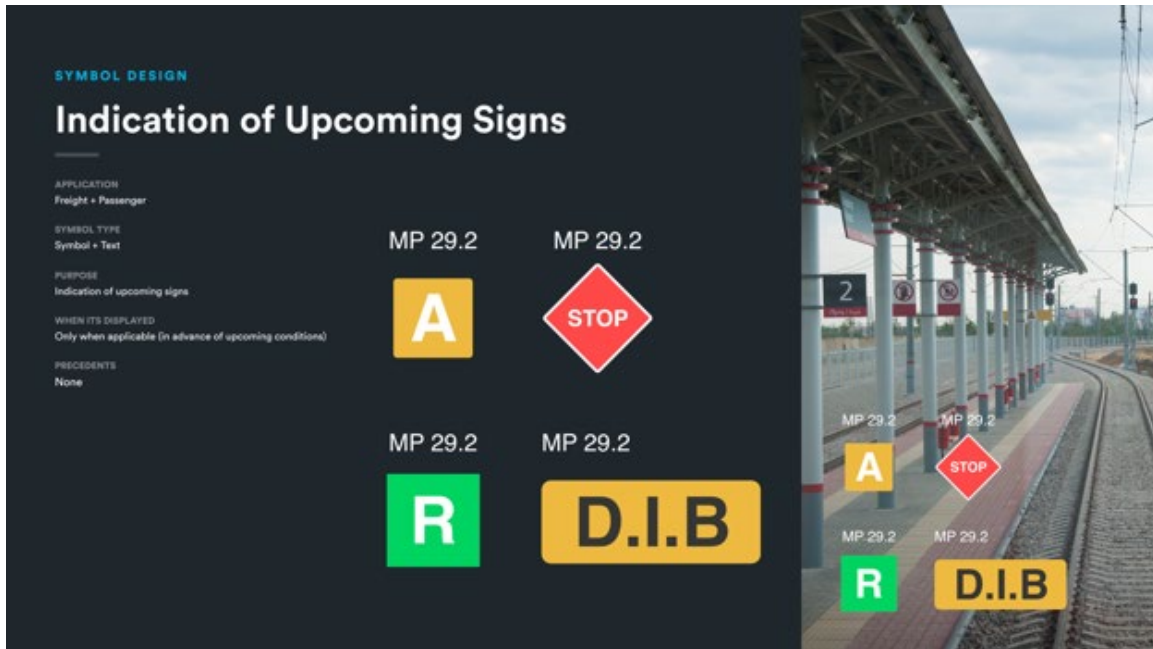 SYMBOL DESIGN
Indication of Upcoming Signs
APPLICATION
Freight + Passenger
SYMBOL TYPE
Symbol + Text
PURPOSE
Indication of upcoming signs
WHEN ITS DISPLAYED
Only when applicable (in advance of upcoming conditions)
PRECEDENTS
None
MP 29.2 MP 29.2
A STOP
MP 29.2 MP 29.2
R D.I.B
2
MP 29.2 MP 29.2
A STOP
MP 29.2 MP 29.2
R D.I.B